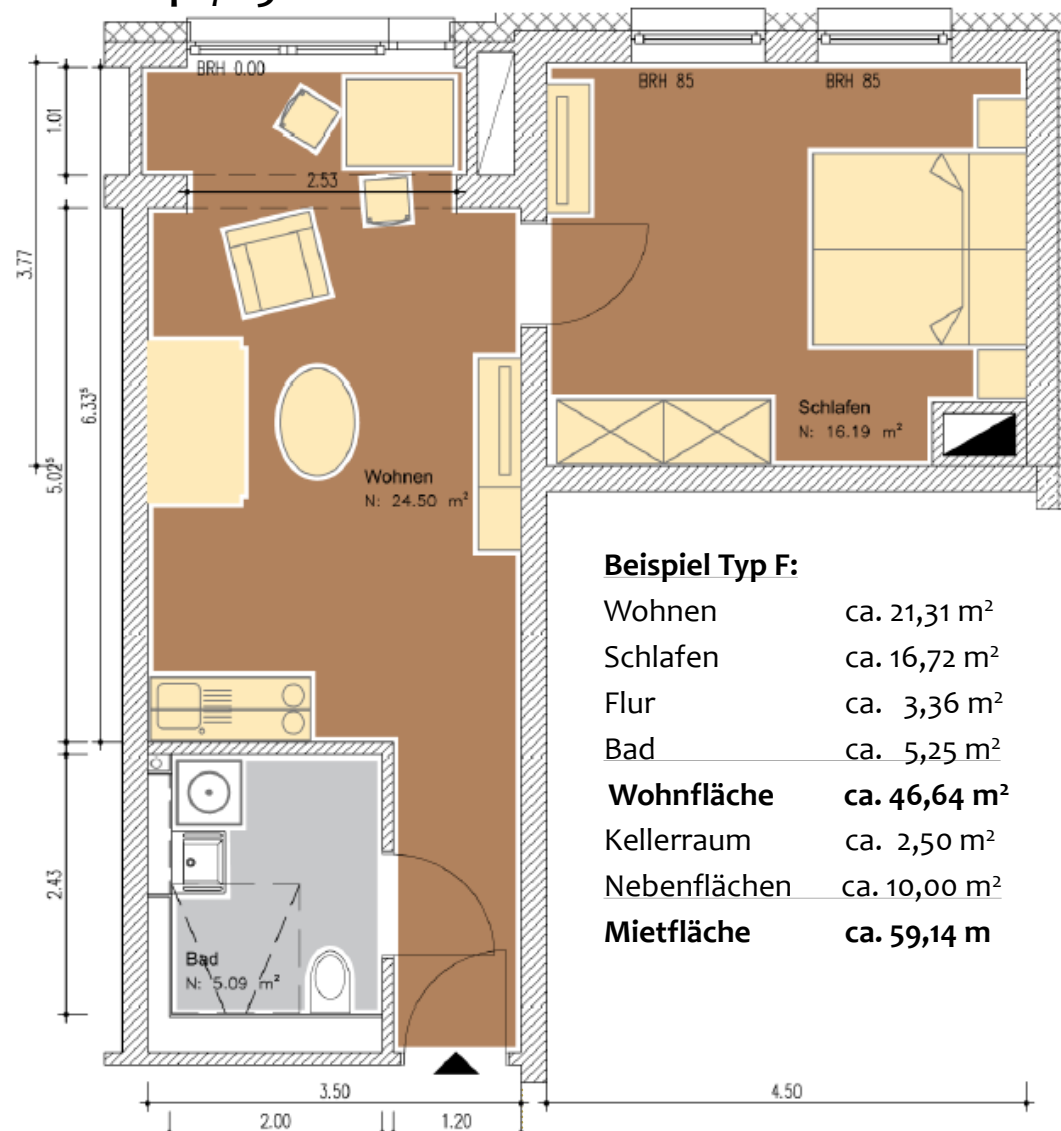 BRH 0.00
BRH 85
BRH 85
1.01
2.53
3.77
6.33⁵
5.02⁵
Schlafen
N: 16.19 m²
Wohnen
N: 24.50 m²
Beispiel Typ F:
Wohnen ca. 21,31 m²
Schlafen ca. 16,72 m²
Flur ca. 3,36 m²
Bad ca. 5,25 m²
Wohnfläche ca. 46,64 m²
Kellerraum ca. 2,50 m²
Nebenflächen ca. 10,00 m²
Mietfläche ca. 59,14 m
2.43
Bad
N: 5.09 m²
3.50
4.50
2.00
1.20